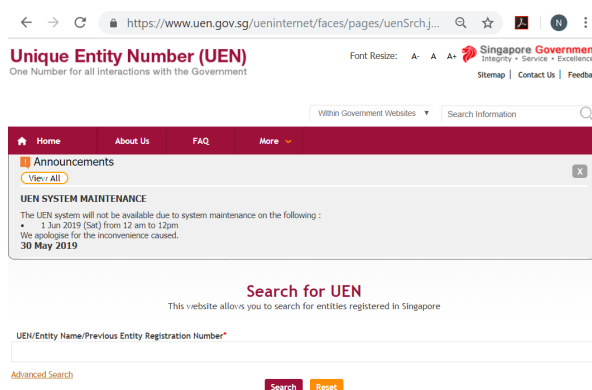 https://www.uen.gov.sg/ueninternet/faces/pages/uenSrch.j...
N
Unique Entity Number (UEN)
One Number for all interactions with the Government
Font Resize: A- A A+
Singapore Governmen
Integrity • Service • Excellence
Sitemap | Contact Us | Feedba
Within Government Websites ▼ Search Information
Home About Us FAQ More
! Announcements
View All
X
UEN SYSTEM MAINTENANCE
The UEN system will not be available due to system maintenance on the following :
• 1 Jun 2019 (Sat) from 12 am to 12pm
We apologise for the inconvenience caused.
30 May 2019
Search for UEN
This website allows you to search for entities registered in Singapore
UEN/Entity Name/Previous Entity Registration Number*
Advanced Search
Search Reset